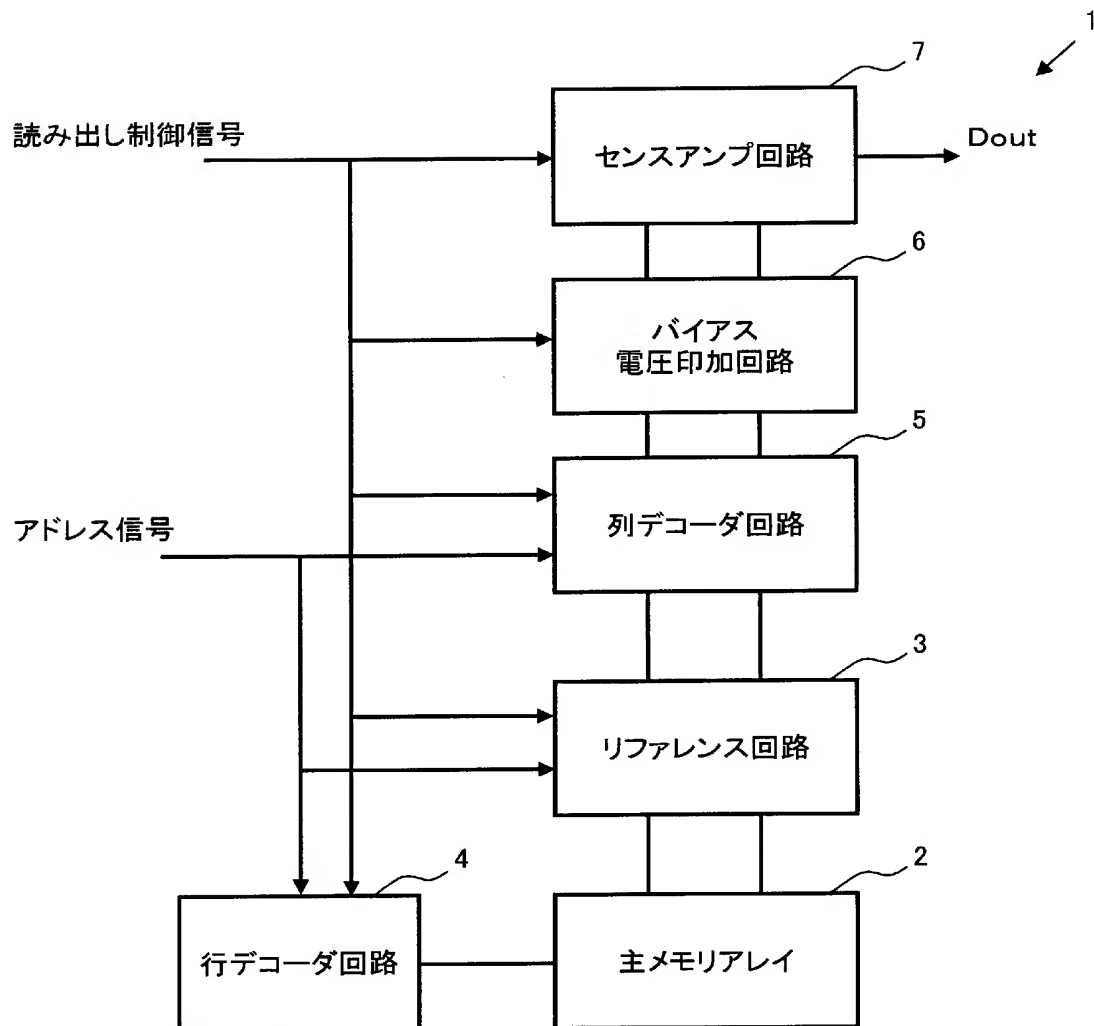 1
7
読み出し制御信号
センスアンプ回路
Dout
6
バイアス
電圧印加回路
5
アドレス信号
列デコーダ回路
3
リファレンス回路
4
2
行デコーダ回路
主メモリアレイ